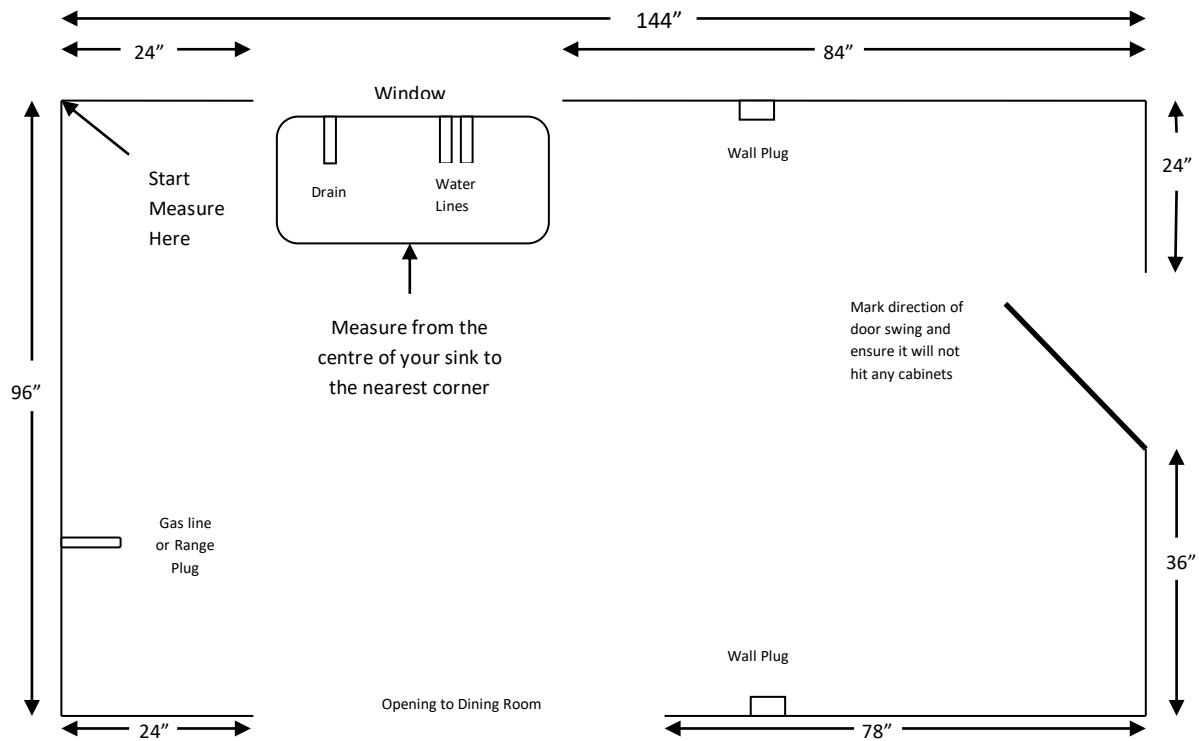 144”
24”
84”
Window
Wall Plug
24”
Drain
Water
Lines
Start
Measure
Here
Measure from the
centre of your sink to
the nearest corner
Mark direction of
door swing and
ensure it will not
hit any cabinets
96”
Gas line
or Range
Plug
36”
Wall Plug
Opening to Dining Room
24”
78”